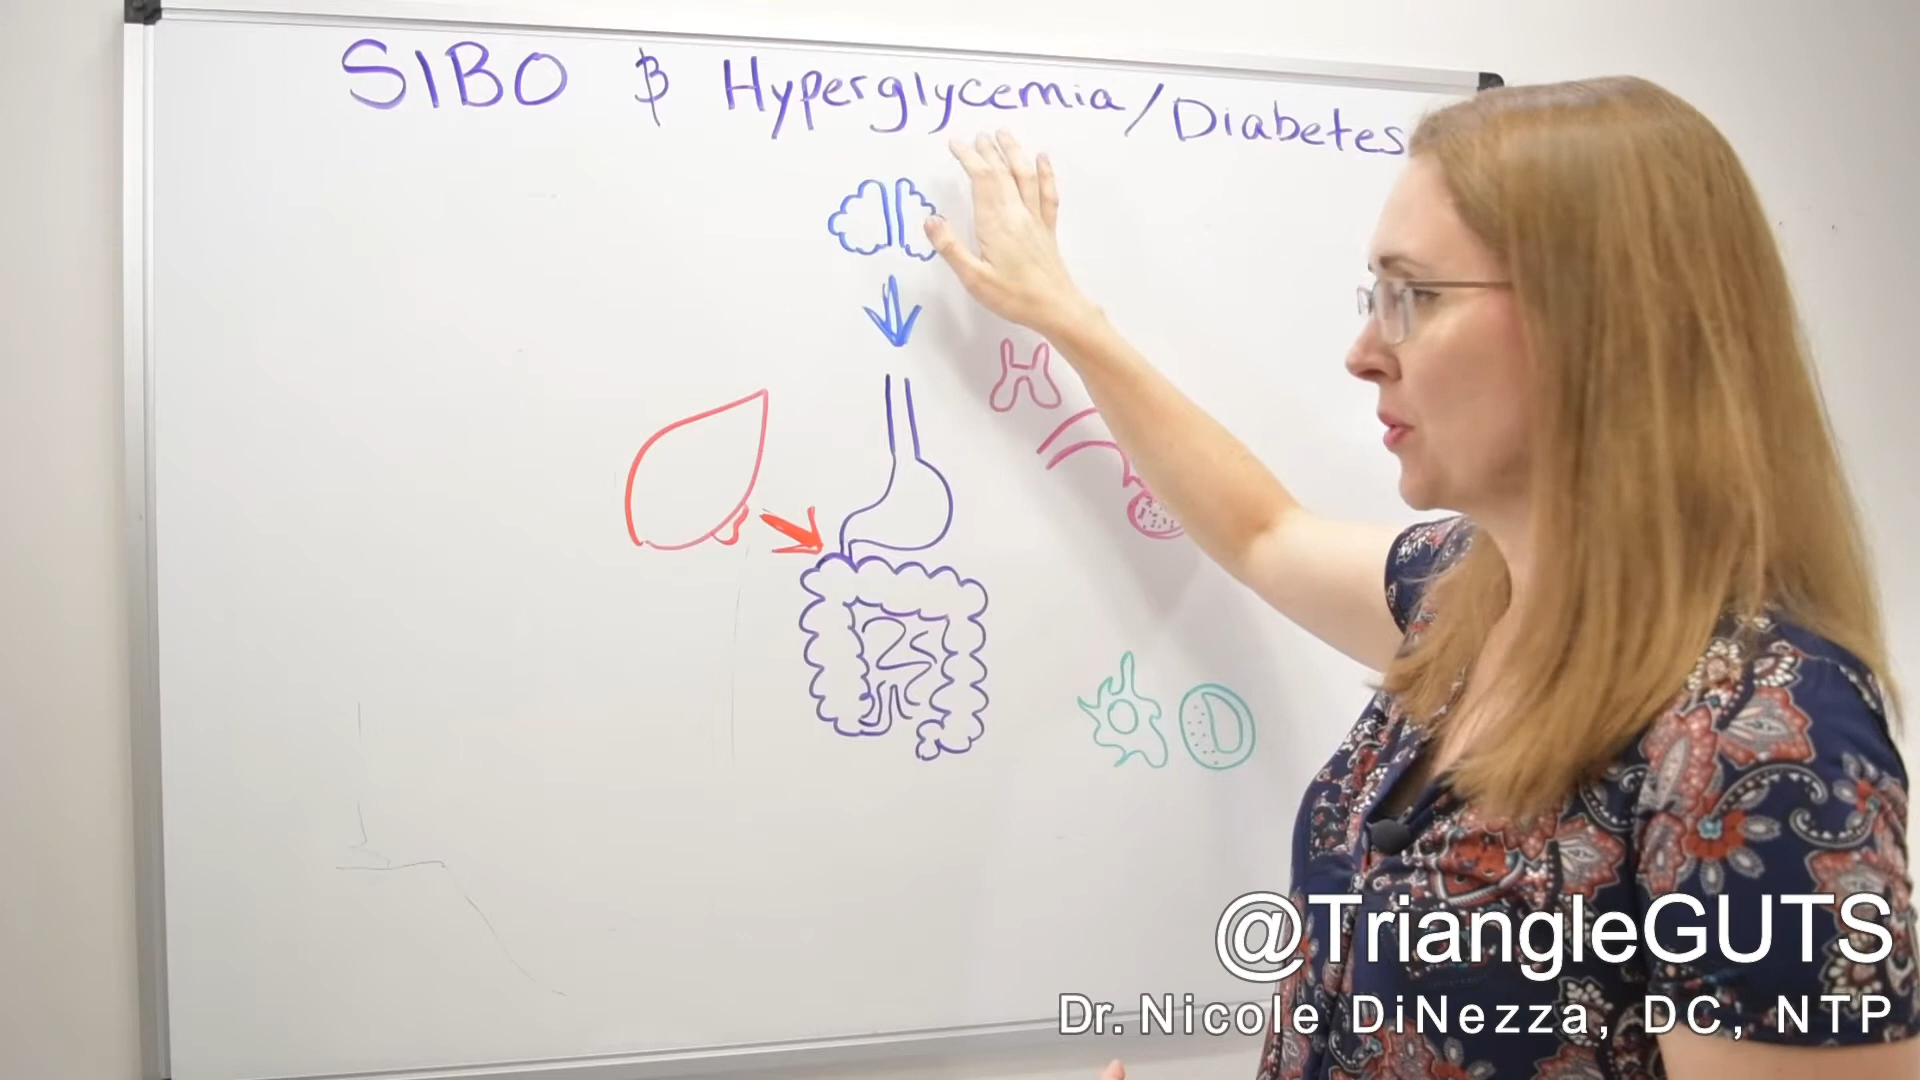 SIBO & Hyperglycemia/Diabetes
@TriangleGUTS
Dr. Nicole DiNezza, DC, NTP